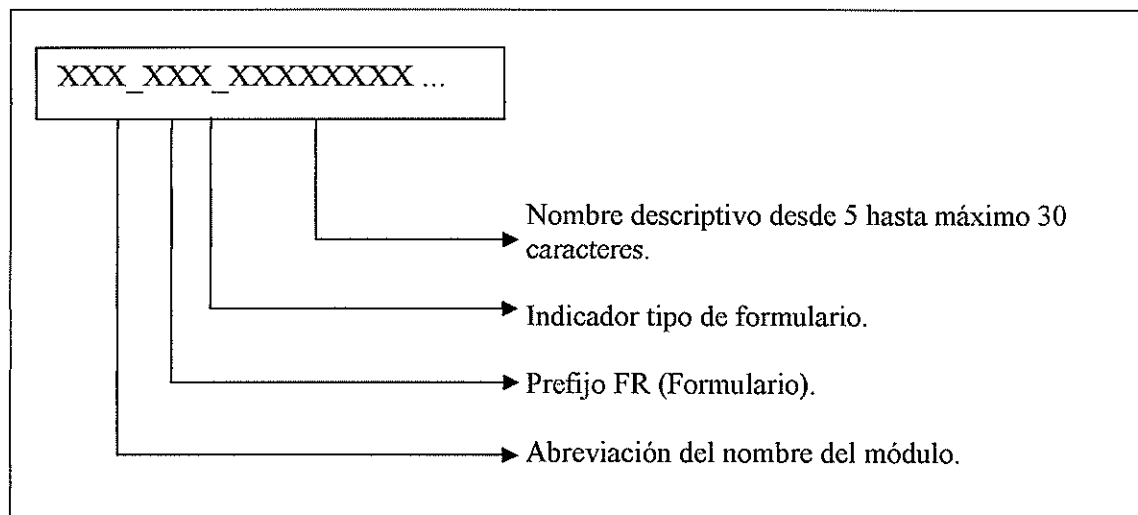 XXX_XXX_XXXXXXXX ...
Nombre descriptivo desde 5 hasta máximo 30
caracteres.
Indicador tipo de formulario.
Prefijo FR (Formulario).
Abreviación del nombre del módulo.